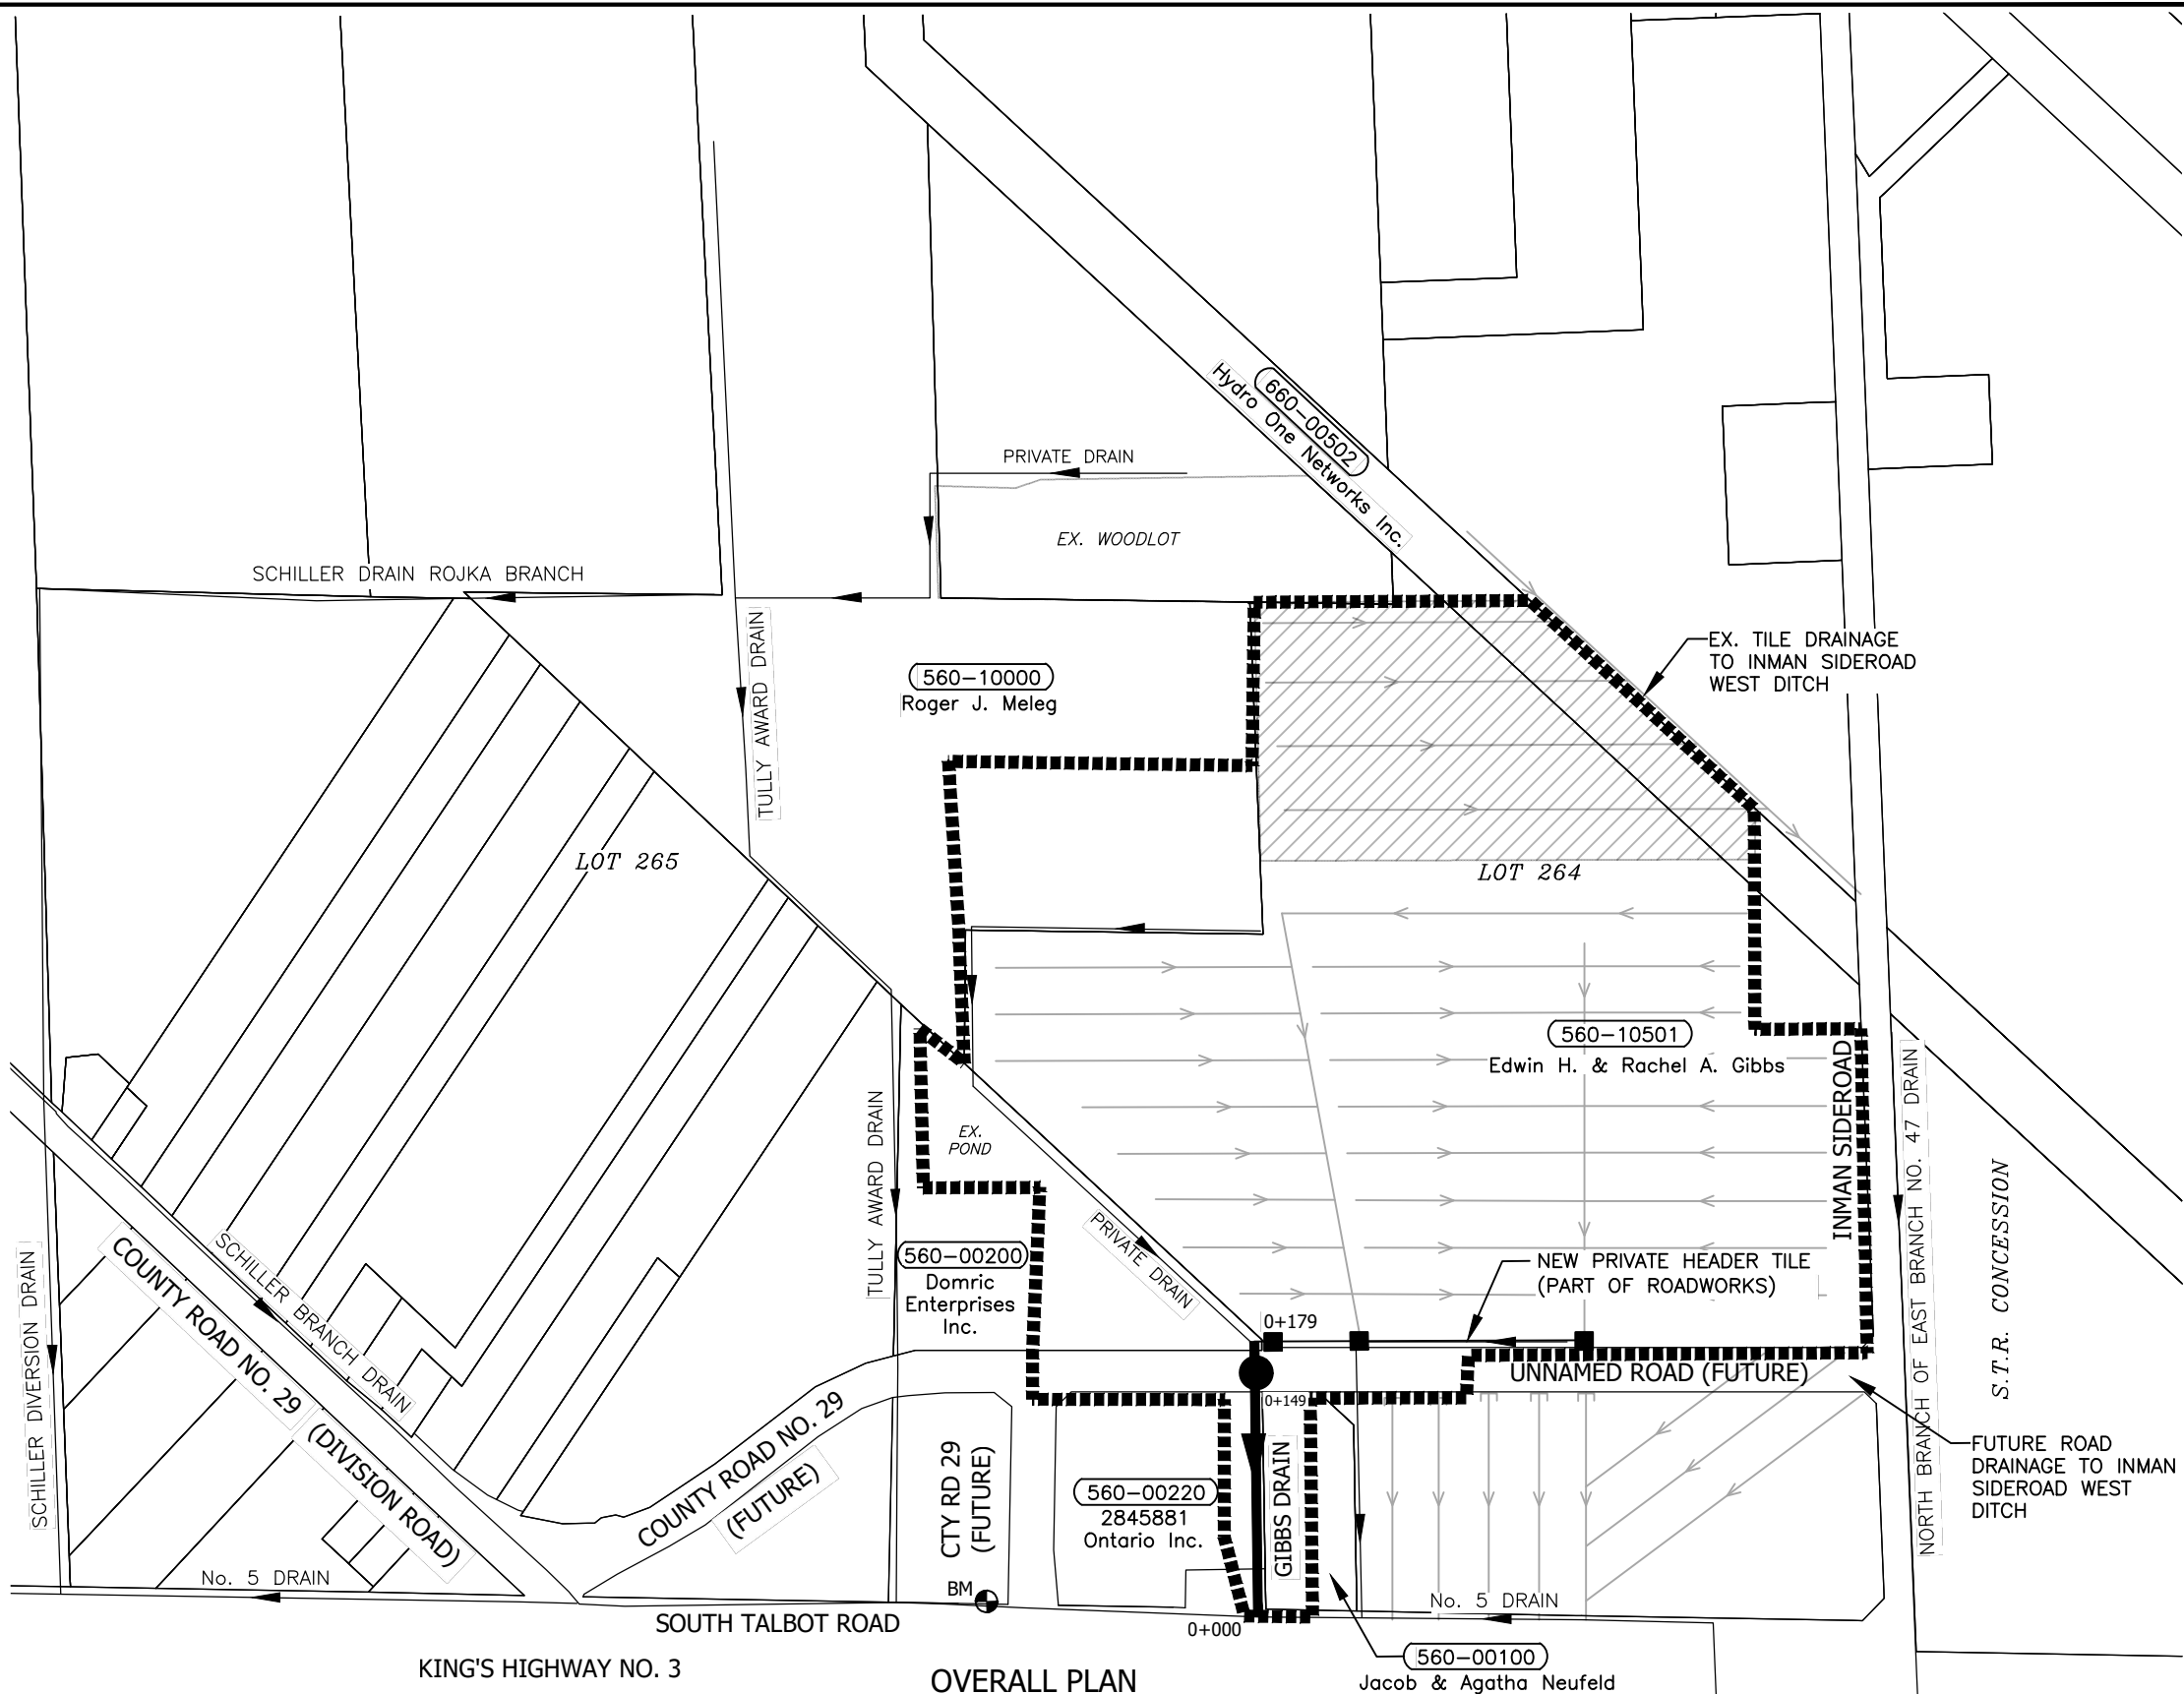 660-00502
Hydro One Networks Inc.
PRIVATE DRAIN
EX. WOODLOT
SCHILLER DRAIN ROJKA BRANCH
TULLY AWARD DRAIN
560-10000
Roger J. Meleg
EX. TILE DRAINAGE
TO INMAN SIDEROAD
WEST DITCH
LOT 265
LOT 264
560-10501
Edwin H. & Rachel A. Gibbs
INMAN SIDEROAD
NORTH BRANCH OF EAST BRANCH NO. 47 DRAIN
S.T.R. CONCESSION
EX.
POND
TULLY AWARD DRAIN
PRIVATE DRAIN
560-00200
Domric
Enterprises
Inc.
NEW PRIVATE HEADER TILE
(PART OF ROADWORKS)
SCHILLER DIVERSION DRAIN
SCHILLER BRANCH DRAIN
COUNTY ROAD NO. 29 (DIVISION ROAD)
0+179
UNNAMED ROAD (FUTURE)
0+149
COUNTY ROAD NO. 29
(FUTURE)
CTY RD 29
(FUTURE)
GIBBS DRAIN
560-00220
2845881
Ontario Inc.
FUTURE ROAD
DRAINAGE TO INMAN
SIDEROAD WEST
DITCH
No. 5 DRAIN
BM
No. 5 DRAIN
SOUTH TALBOT ROAD
0+000
KING'S HIGHWAY NO. 3
OVERALL PLAN
560-00100
Jacob & Agatha Neufeld